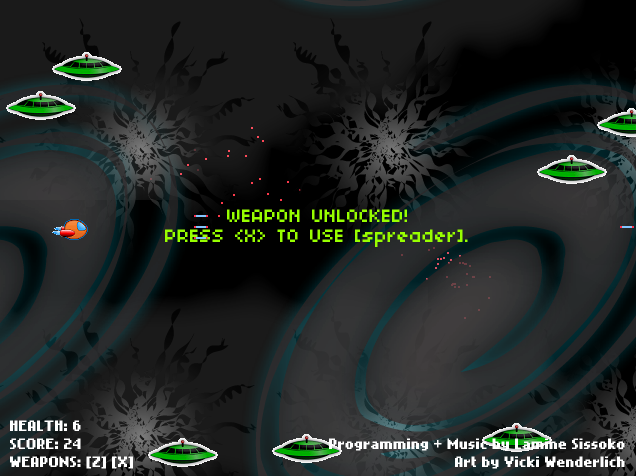 WEAPON UNLOCKED!
PRESS <X> TO USE [spreader].
HEALTH: 6
SCORE: 24
WEAPONS: [Z] [X]
Programming + Music by Lamine Sissoko
Art by Vicki Wenderlich